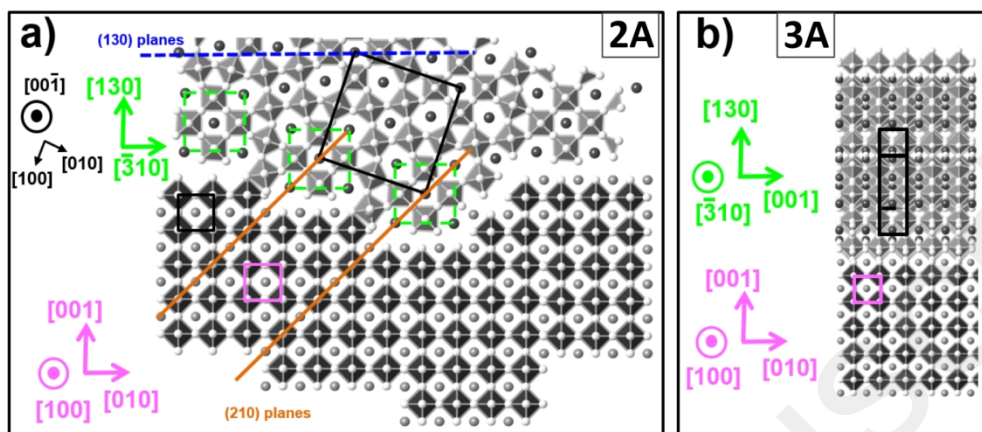 a)
2A
(130) planes
[001̅]
[130]
[3̅10]
[010]
[100]
[001]
[010]
[100]
(210) planes
b)
3A
[130]
[001]
[3̅10]
[001]
[010]
[100]